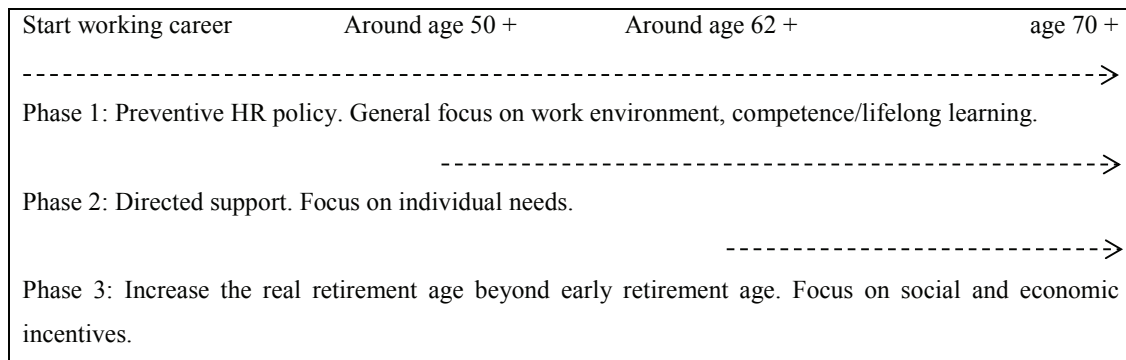 Start working career Around age 50 + Around age 62 + age 70 +
Phase 1: Preventive HR policy. General focus on work environment, competence/lifelong learning.
Phase 2: Directed support. Focus on individual needs.
Phase 3: Increase the real retirement age beyond early retirement age. Focus on social and economic
incentives.